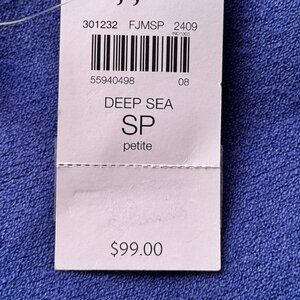 301232 FJMSP 2409
55940498 08
DEEP SEA
SP
petite
$99.00